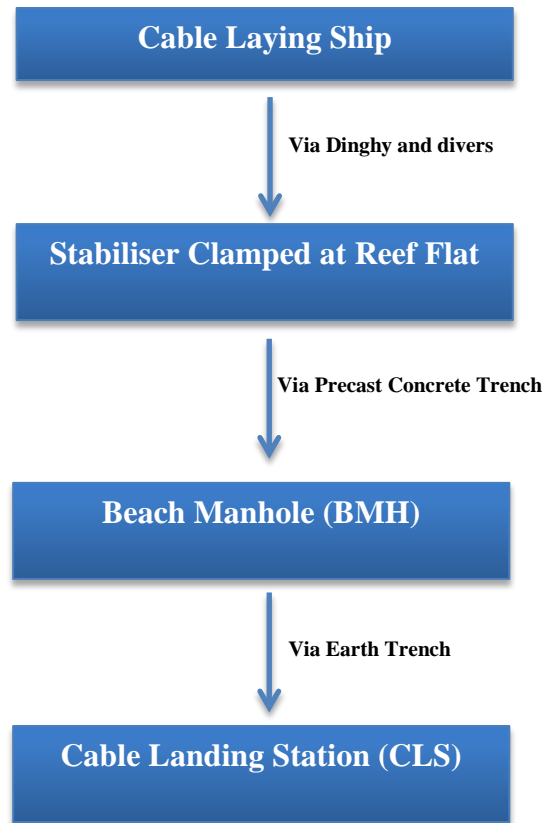 Cable Laying Ship
Via Dinghy and divers
Stabiliser Clamped at Reef Flat
Via Precast Concrete Trench
Beach Manhole (BMH)
Via Earth Trench
Cable Landing Station (CLS)